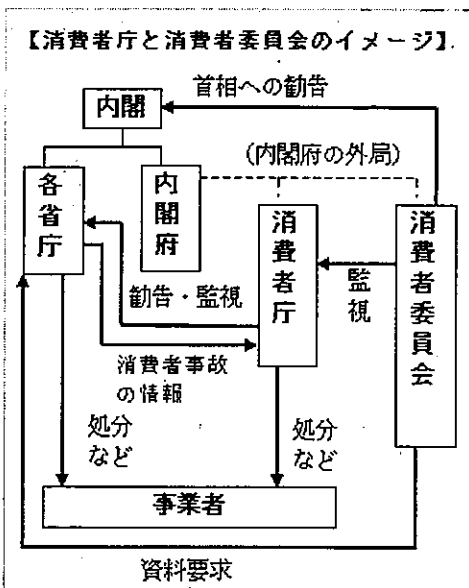 【消費者庁と消費者委員会のイメージ】
首相への勧告
内閣
(内閣府の外局)
各省庁
内閣府
消費者庁
消費者委員会
監視
勧告・監視
消費者事故
の情報
処分
など
処分
など
事業者
資料要求